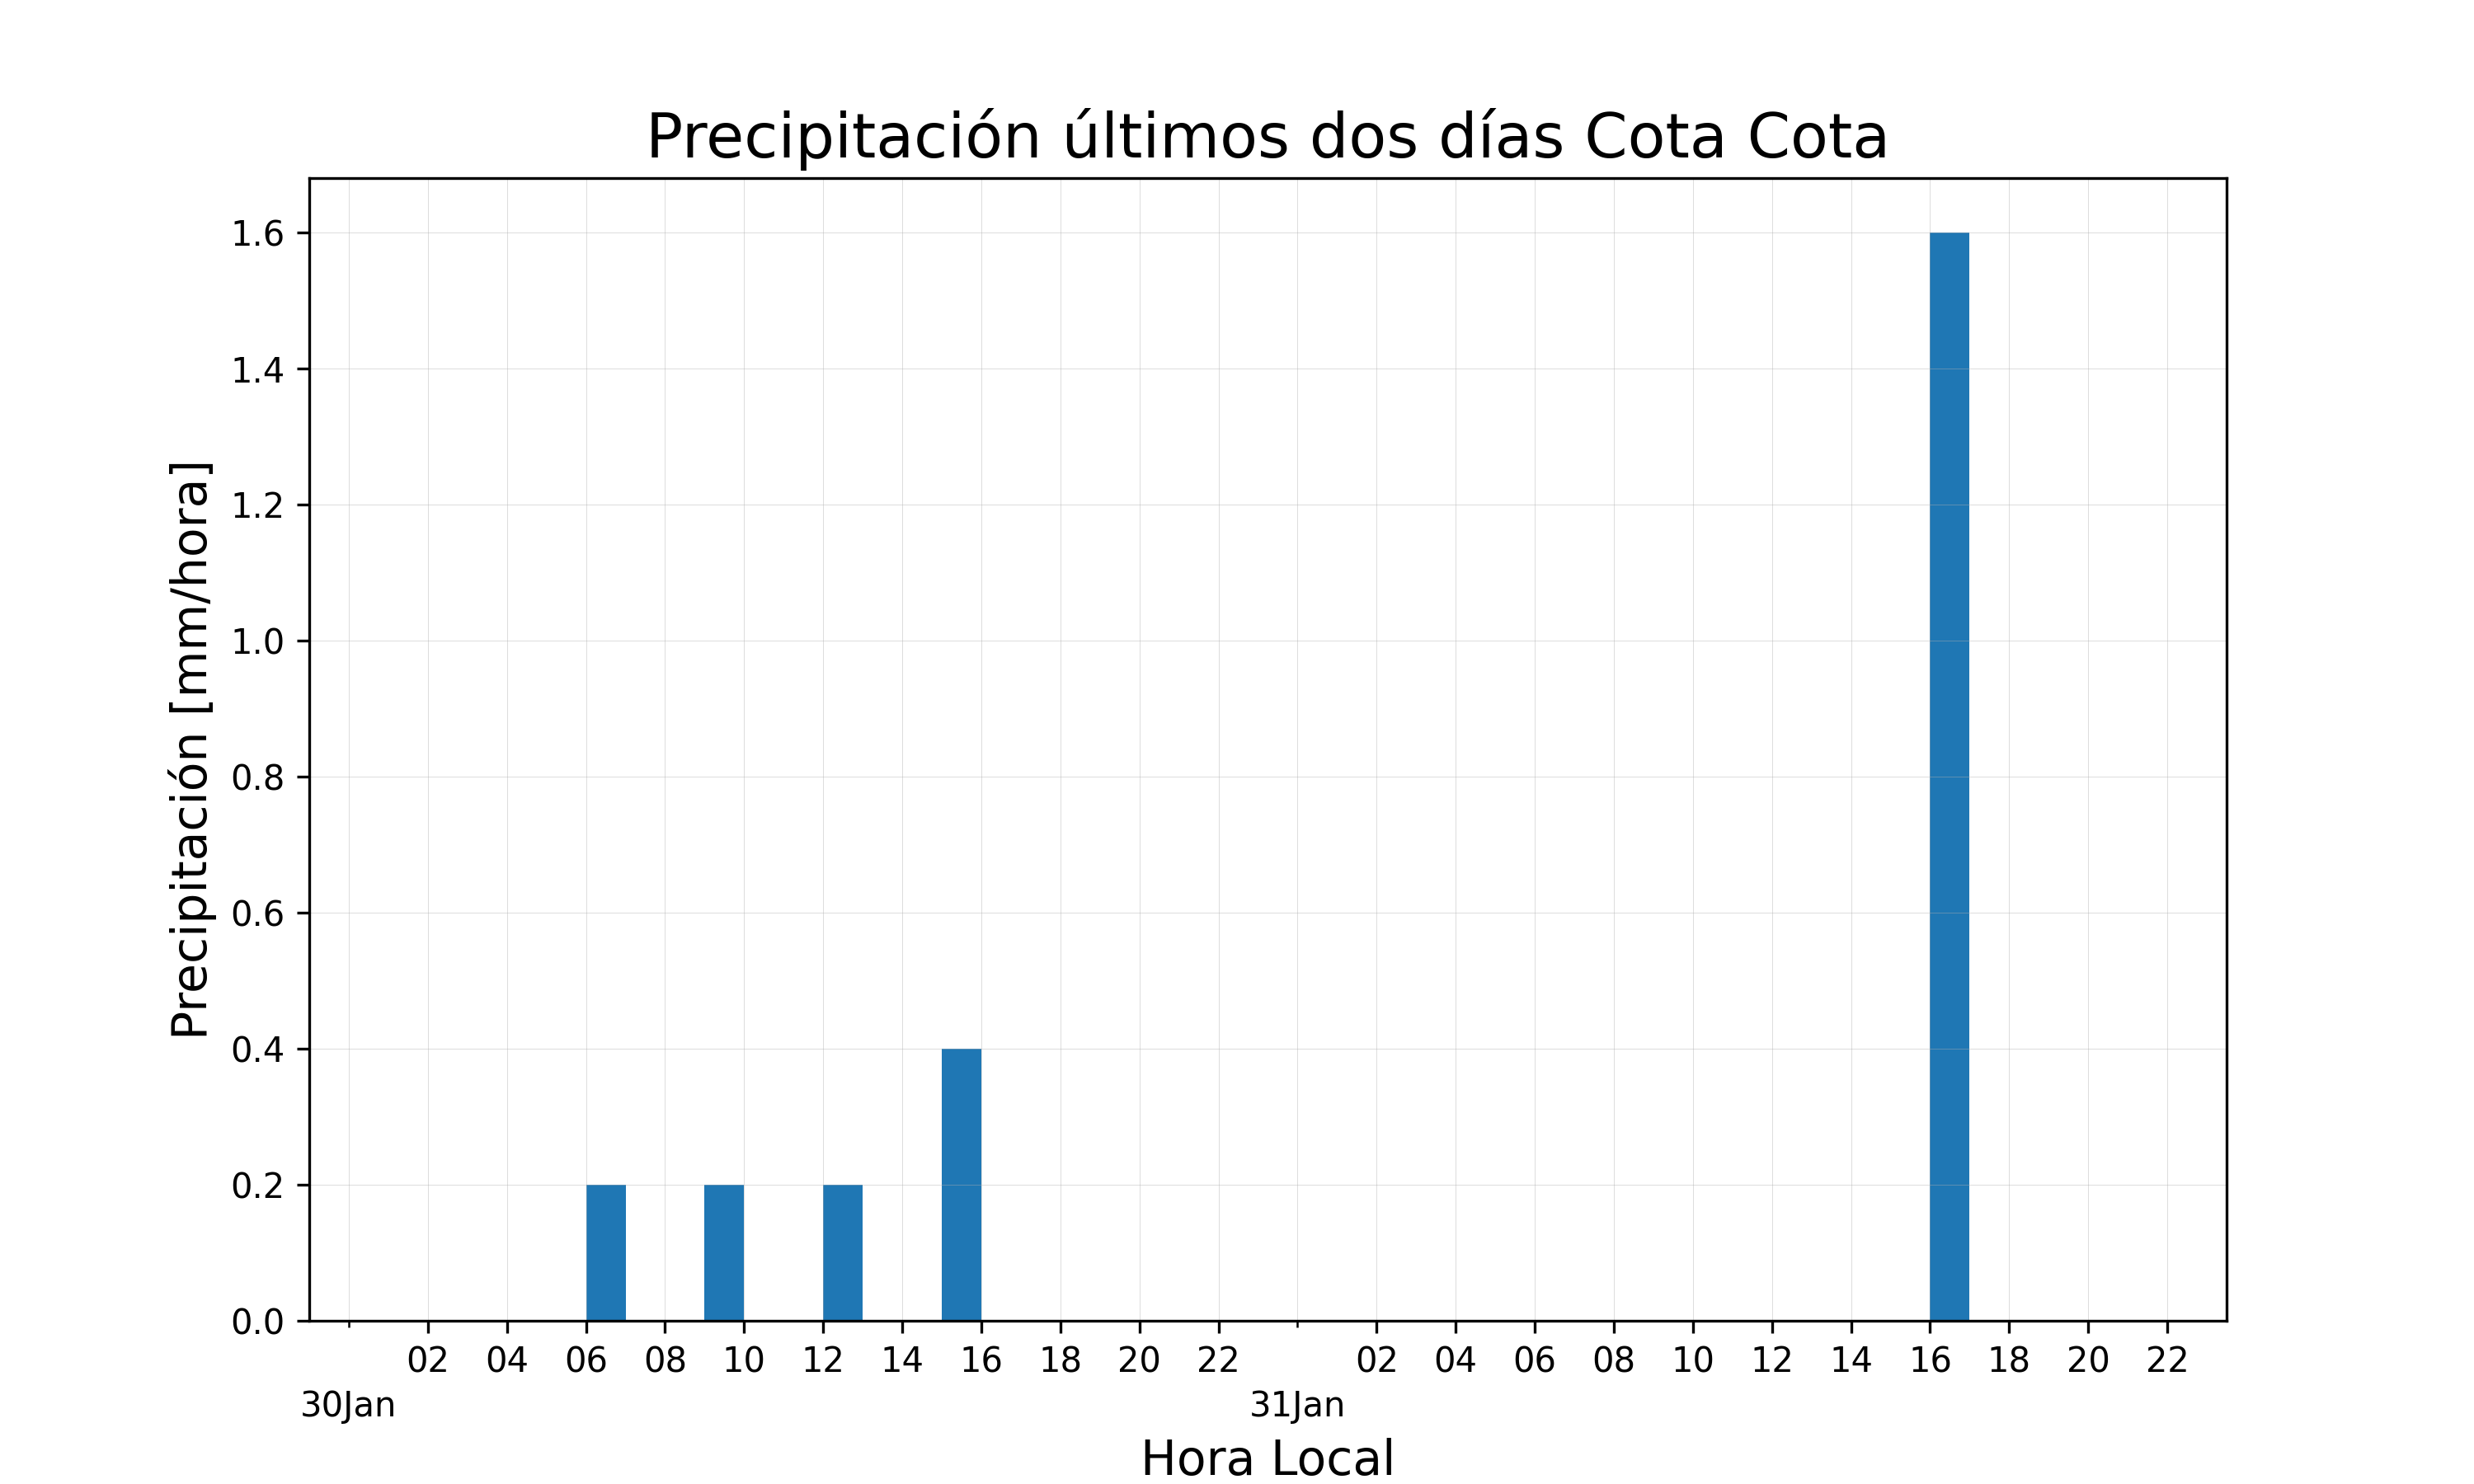 Precipitación últimos dos días Cota Cota
Precipitación [mm/hora]
1.6
1.4
1.2
1.0
0.8
0.6
0.4
0.2
0.0
02 04 06 08 10 12 14 16 18 20 22 02 04 06 08 10 12 14 16 18 20 22
30Jan 31Jan
Hora Local